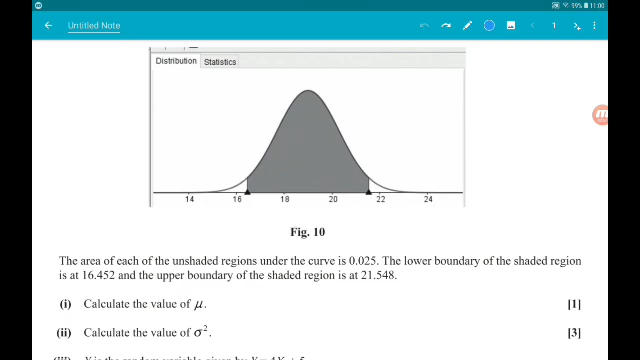 99% 11:00
Untitled Note
1
Distribution Statistics
14 16 18 20 22 24
Fig. 10
The area of each of the unshaded regions under the curve is 0.025. The lower boundary of the shaded region
is at 16.452 and the upper boundary of the shaded region is at 21.548.
(i) Calculate the value of μ. [1]
(ii) Calculate the value of σ². [3]